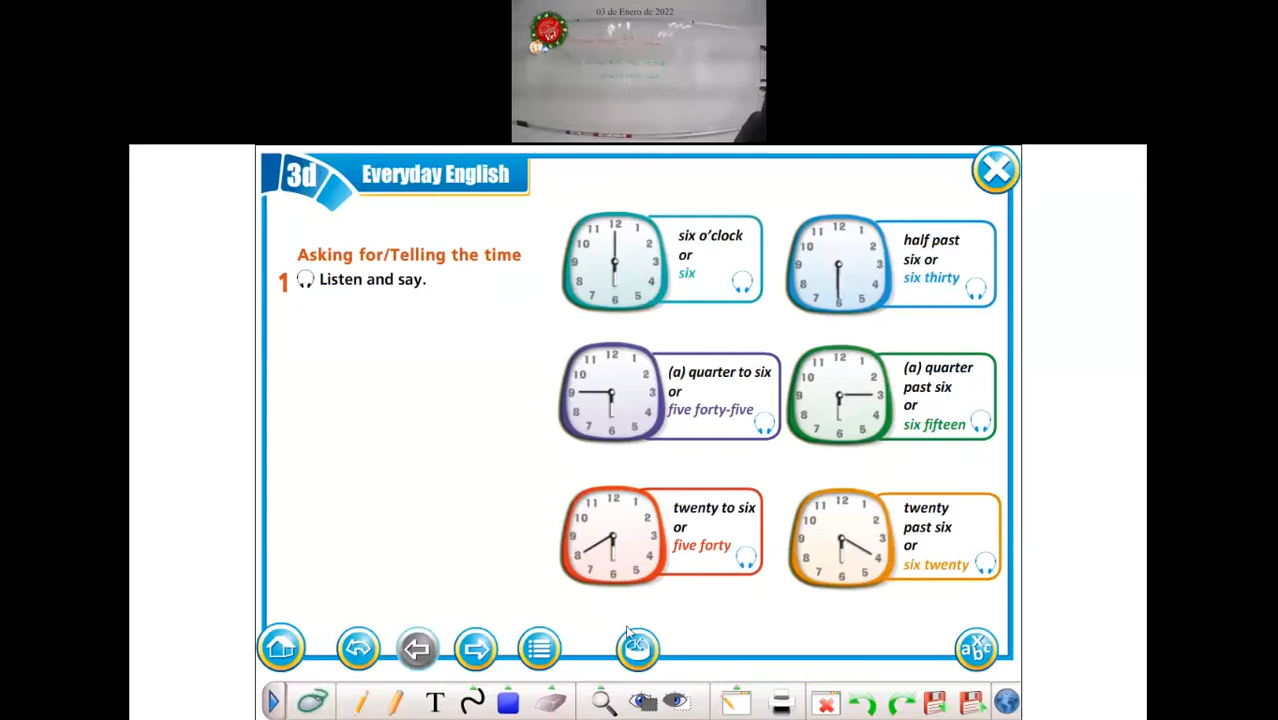 03 de Enero de 2022
3d
Everyday English
Asking for/Telling the time
1 Listen and say.
six o'clock
or
six
half past
six or
six thirty
(a) quarter to six
or
five forty-five
(a) quarter
past six
or
six fifteen
twenty to six
or
five forty
twenty
past six
or
six twenty